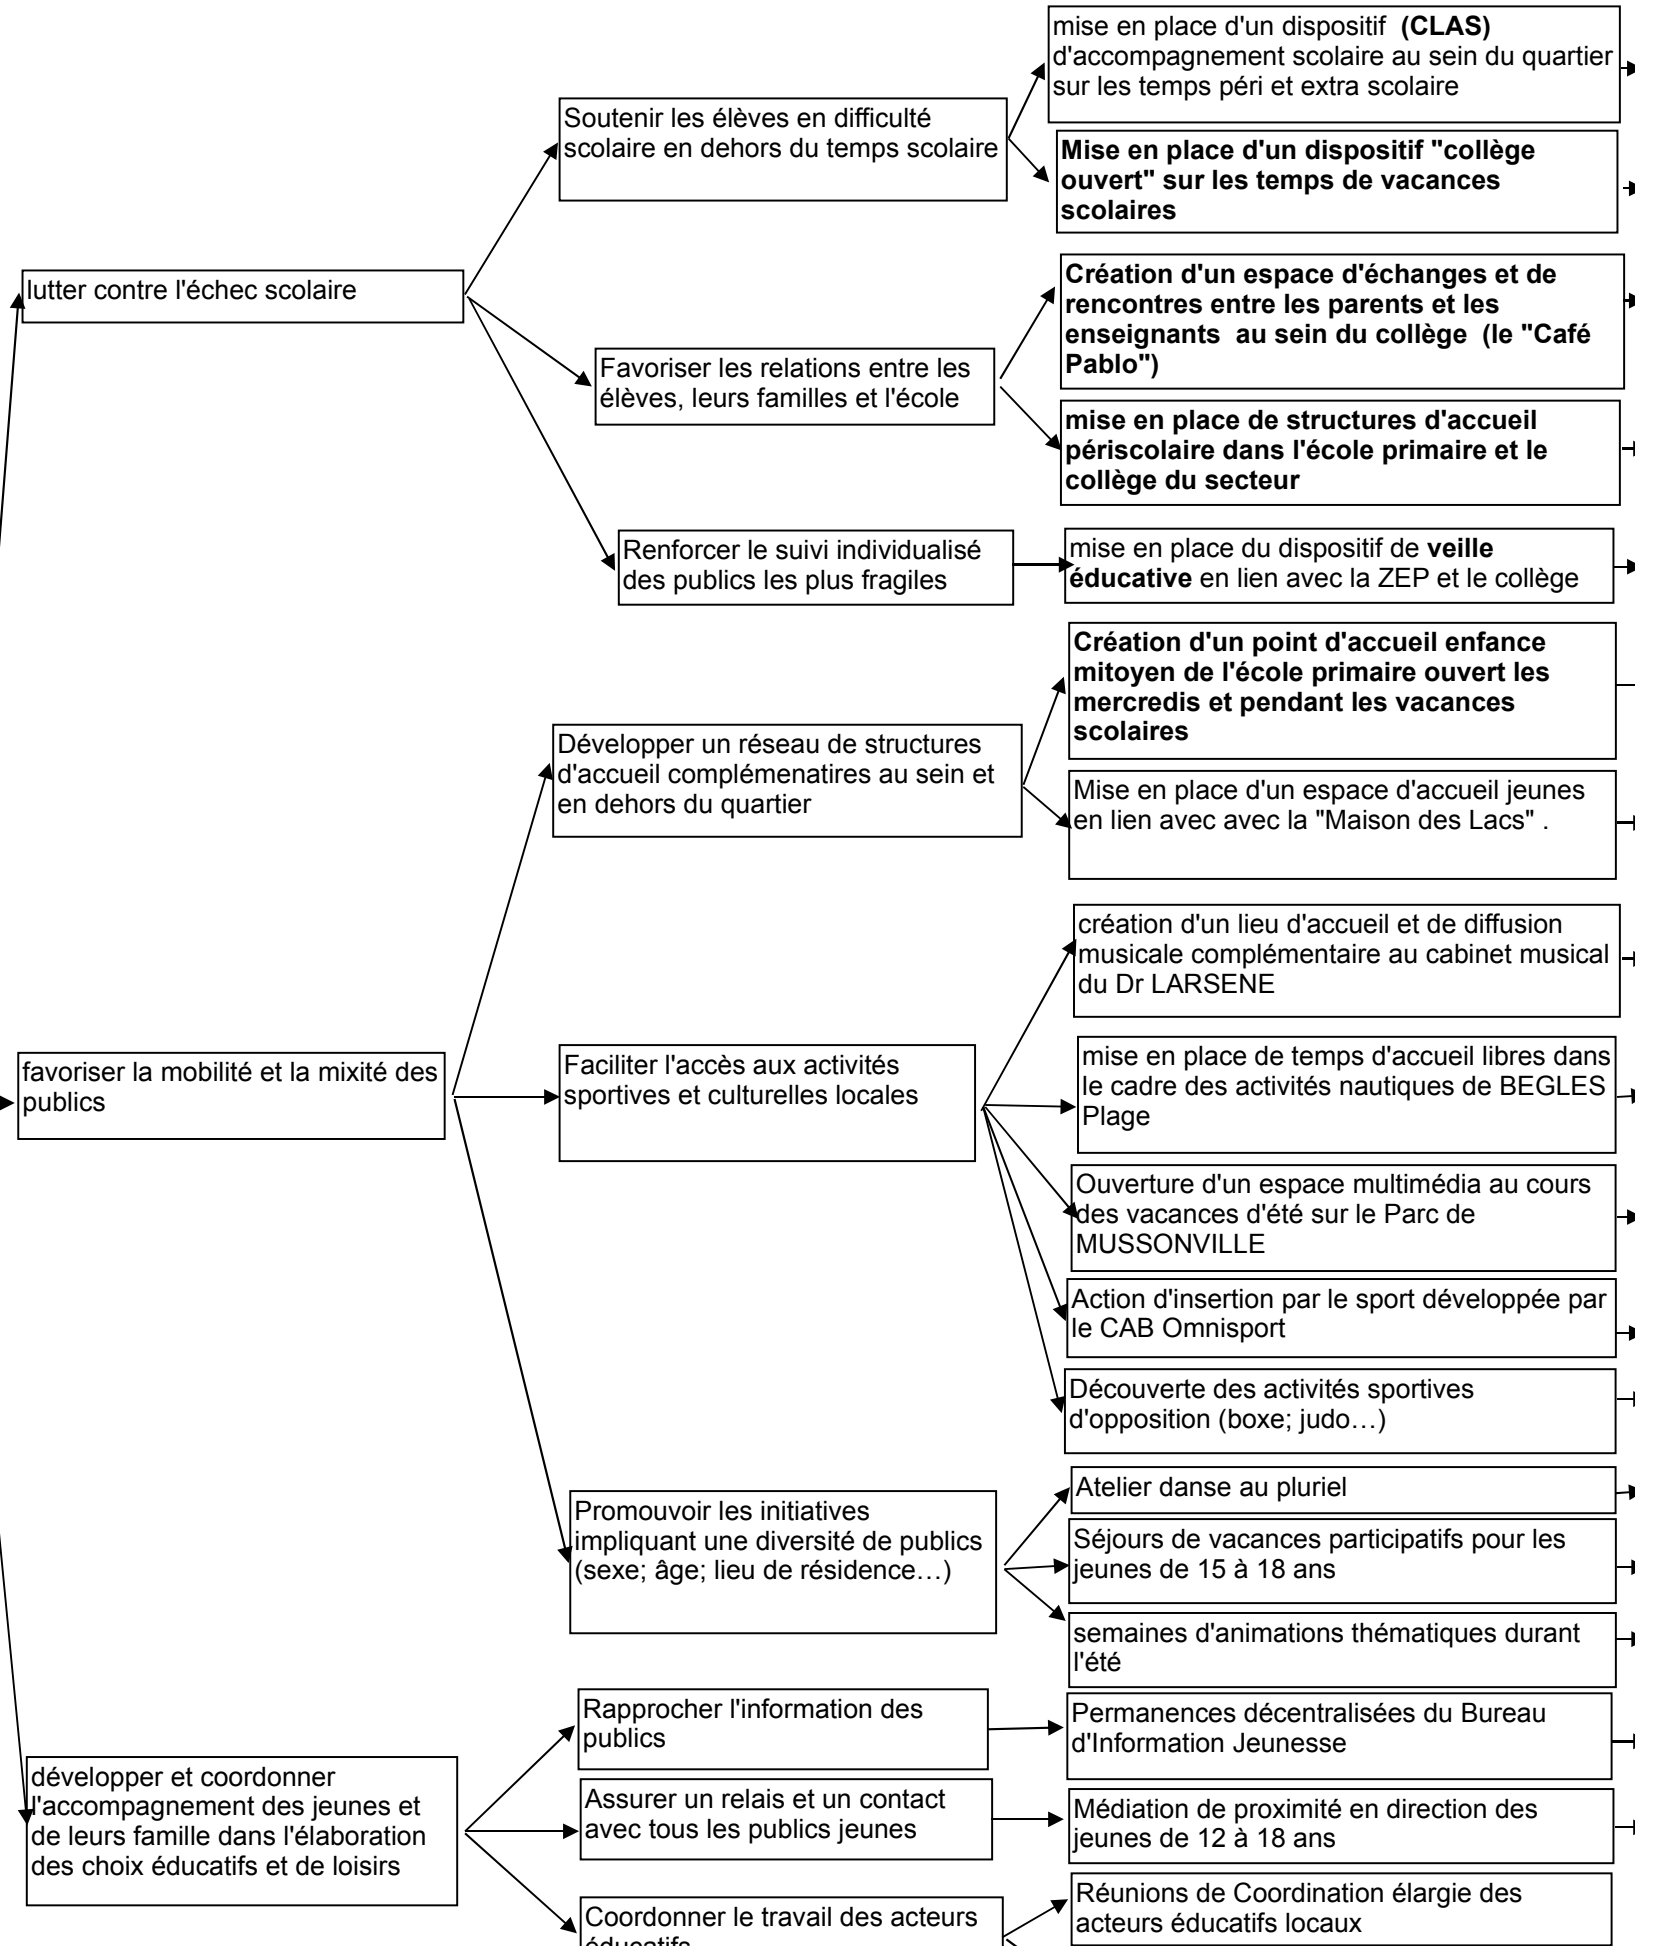 mise en place d'un dispositif (CLAS)
d'accompagnement scolaire au sein du quartier
sur les temps péri et extra scolaire
Soutenir les élèves en difficulté
scolaire en dehors du temps scolaire
Mise en place d'un dispositif "collège
ouvert" sur les temps de vacances
scolaires
lutter contre l'échec scolaire
Création d'un espace d'échanges et de
rencontres entre les parents et les
enseignants au sein du collège (le "Café
Pablo")
Favoriser les relations entre les
élèves, leurs familles et l'école
mise en place de structures d'accueil
périscolaire dans l'école primaire et le
collège du secteur
Renforcer le suivi individualisé
des publics les plus fragiles
mise en place du dispositif de veille
éducative en lien avec la ZEP et le collège
Création d'un point d'accueil enfance
mitoyen de l'école primaire ouvert les
mercredis et pendant les vacances
scolaires
Développer un réseau de structures
d'accueil complémenatires au sein et
en dehors du quartier
Mise en place d'un espace d'accueil jeunes
en lien avec avec la "Maison des Lacs" .
création d'un lieu d'accueil et de diffusion
musicale complémentaire au cabinet musical
du Dr LARSENE
favoriser la mobilité et la mixité des
publics
Faciliter l'accès aux activités
sportives et culturelles locales
mise en place de temps d'accueil libres dans
le cadre des activités nautiques de BEGLES
Plage
Ouverture d'un espace multimédia au cours
des vacances d'été sur le Parc de
MUSSONVILLE
Action d'insertion par le sport développée par
le CAB Omnisport
Découverte des activités sportives
d'opposition (boxe; judo…)
Promouvoir les initiatives
impliquant une diversité de publics
(sexe; âge; lieu de résidence…)
Atelier danse au pluriel
Séjours de vacances participatifs pour les
jeunes de 15 à 18 ans
semaines d'animations thématiques durant
l'été
Rapprocher l'information des
publics
Permanences décentralisées du Bureau
d'Information Jeunesse
développer et coordonner
l'accompagnement des jeunes et
de leurs famille dans l'élaboration
des choix éducatifs et de loisirs
Assurer un relais et un contact
avec tous les publics jeunes
Médiation de proximité en direction des
jeunes de 12 à 18 ans
Coordonner le travail des acteurs
éducatifs
Réunions de Coordination élargie des
acteurs éducatifs locaux